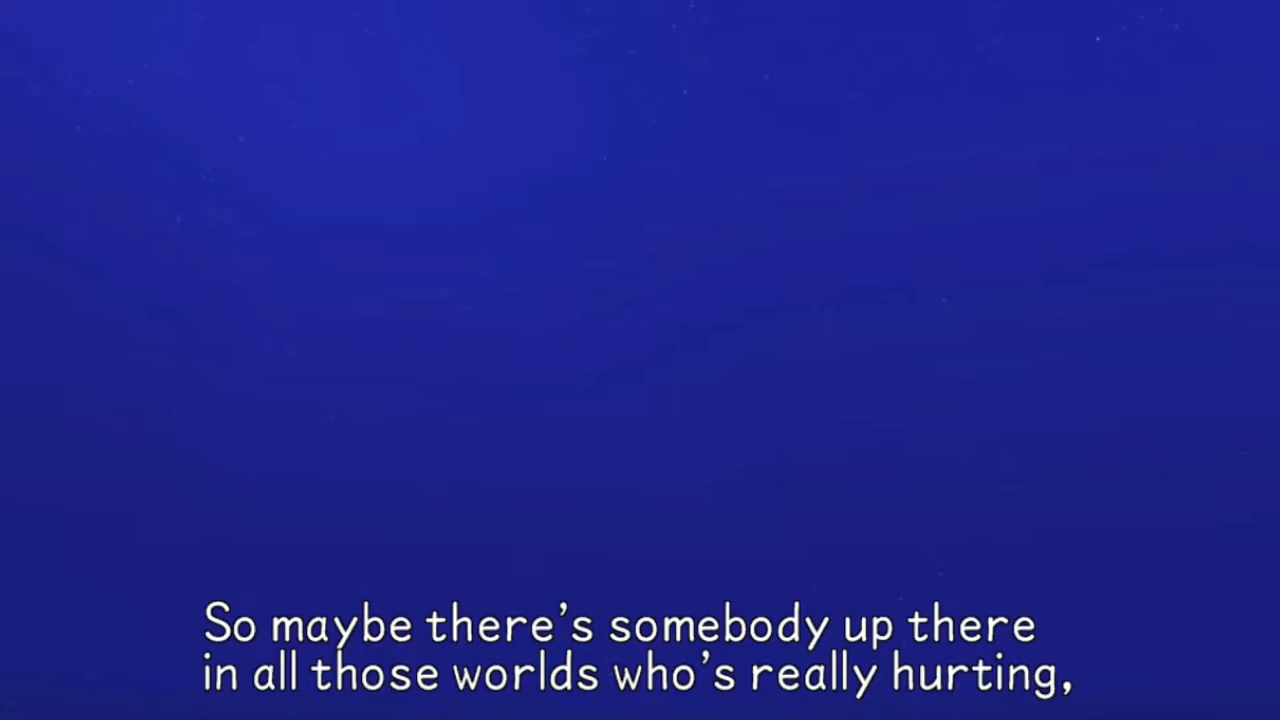 So maybe there's somebody up there
in all those worlds who's really hurting,